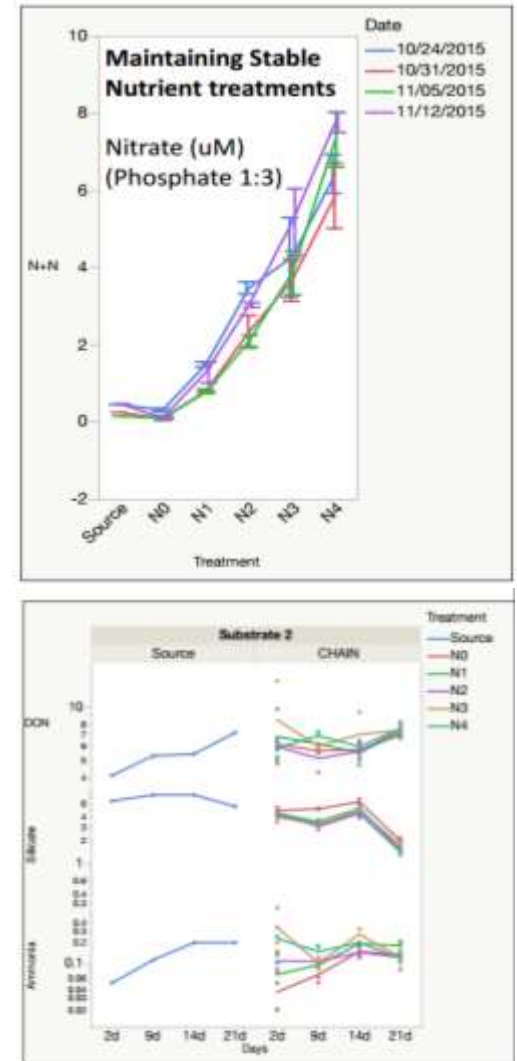 10
8
6
4
2
0
-2
N+N
Maintaining Stable
Nutrient treatments
Nitrate (uM)
(Phosphate 1:3)
Source N0 N1 N2 N3 N4
Treatment
Date
10/24/2015
10/31/2015
11/05/2015
11/12/2015
Substrate 2
Source CHAIN
DON
Silicate
Ammonia
10
1
0.1
2d 9d 14d 21d 2d 9d 14d 21d
Days
Treatment
Source
N0
N1
N2
N3
N4